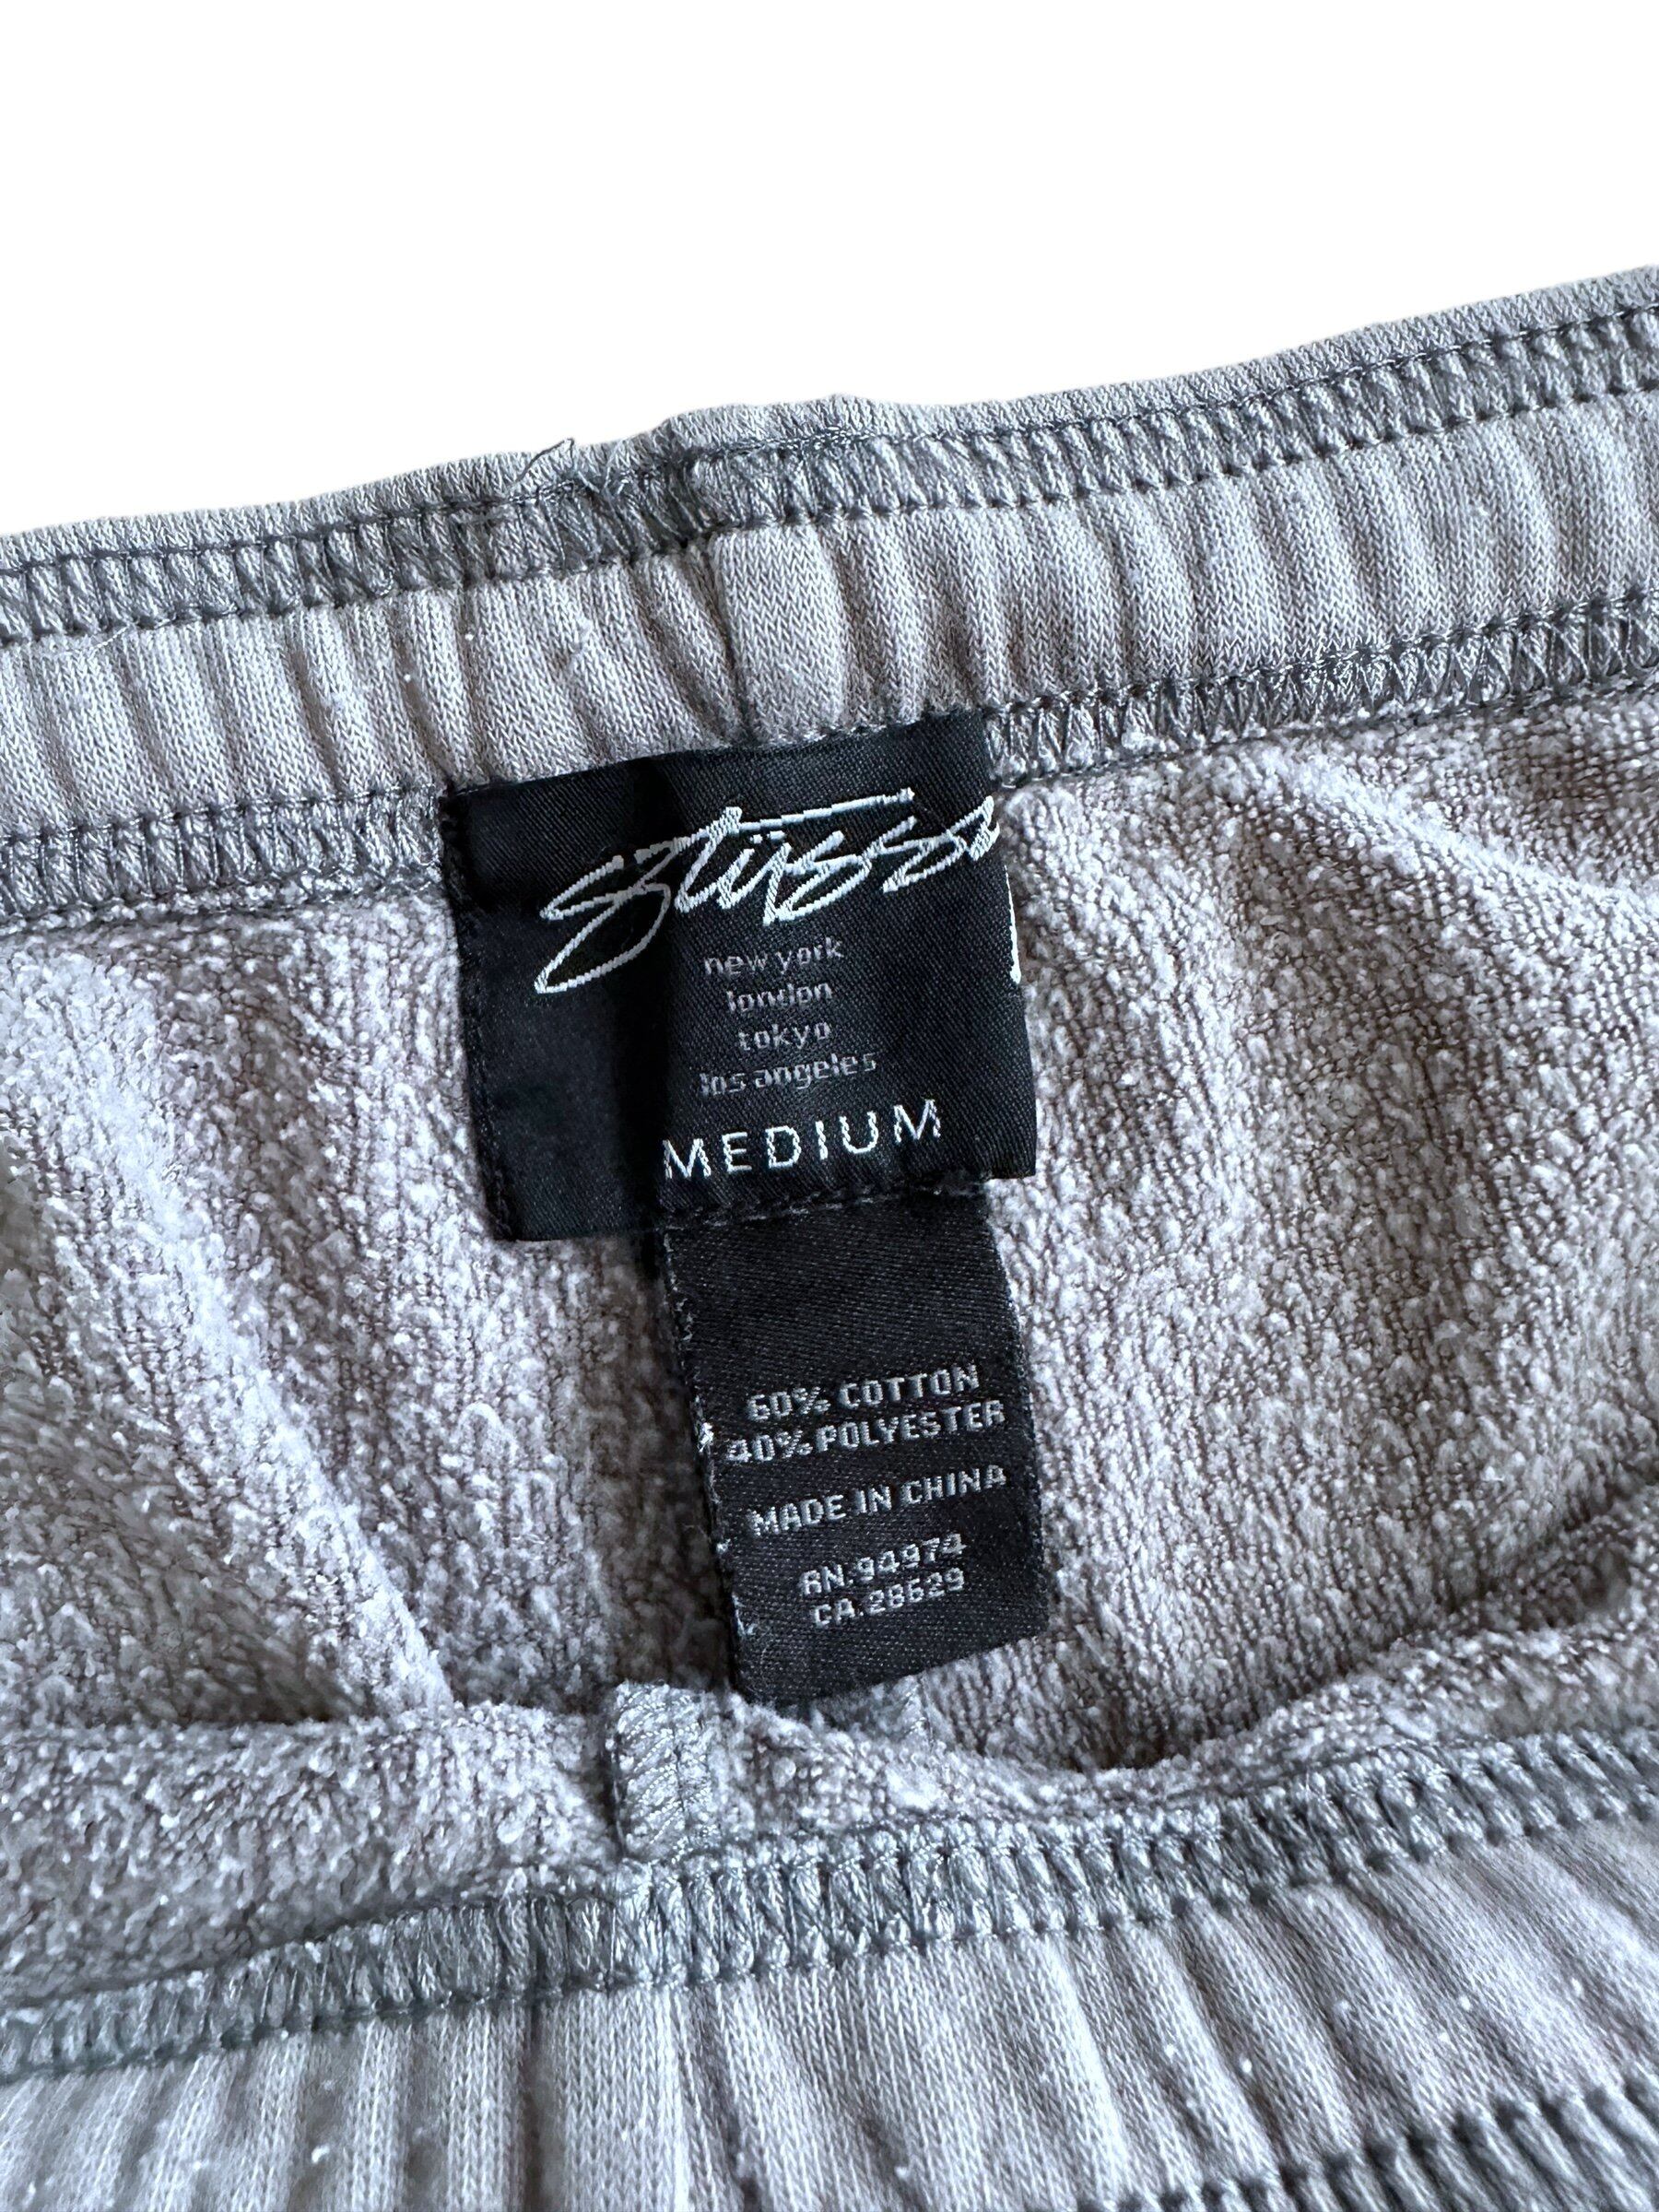 Stüssy
new york
london
tokyo
los angeles
MEDIUM
60% COTTON
40% POLYESTER
MADE IN CHINA
RN.94974
CA.28629